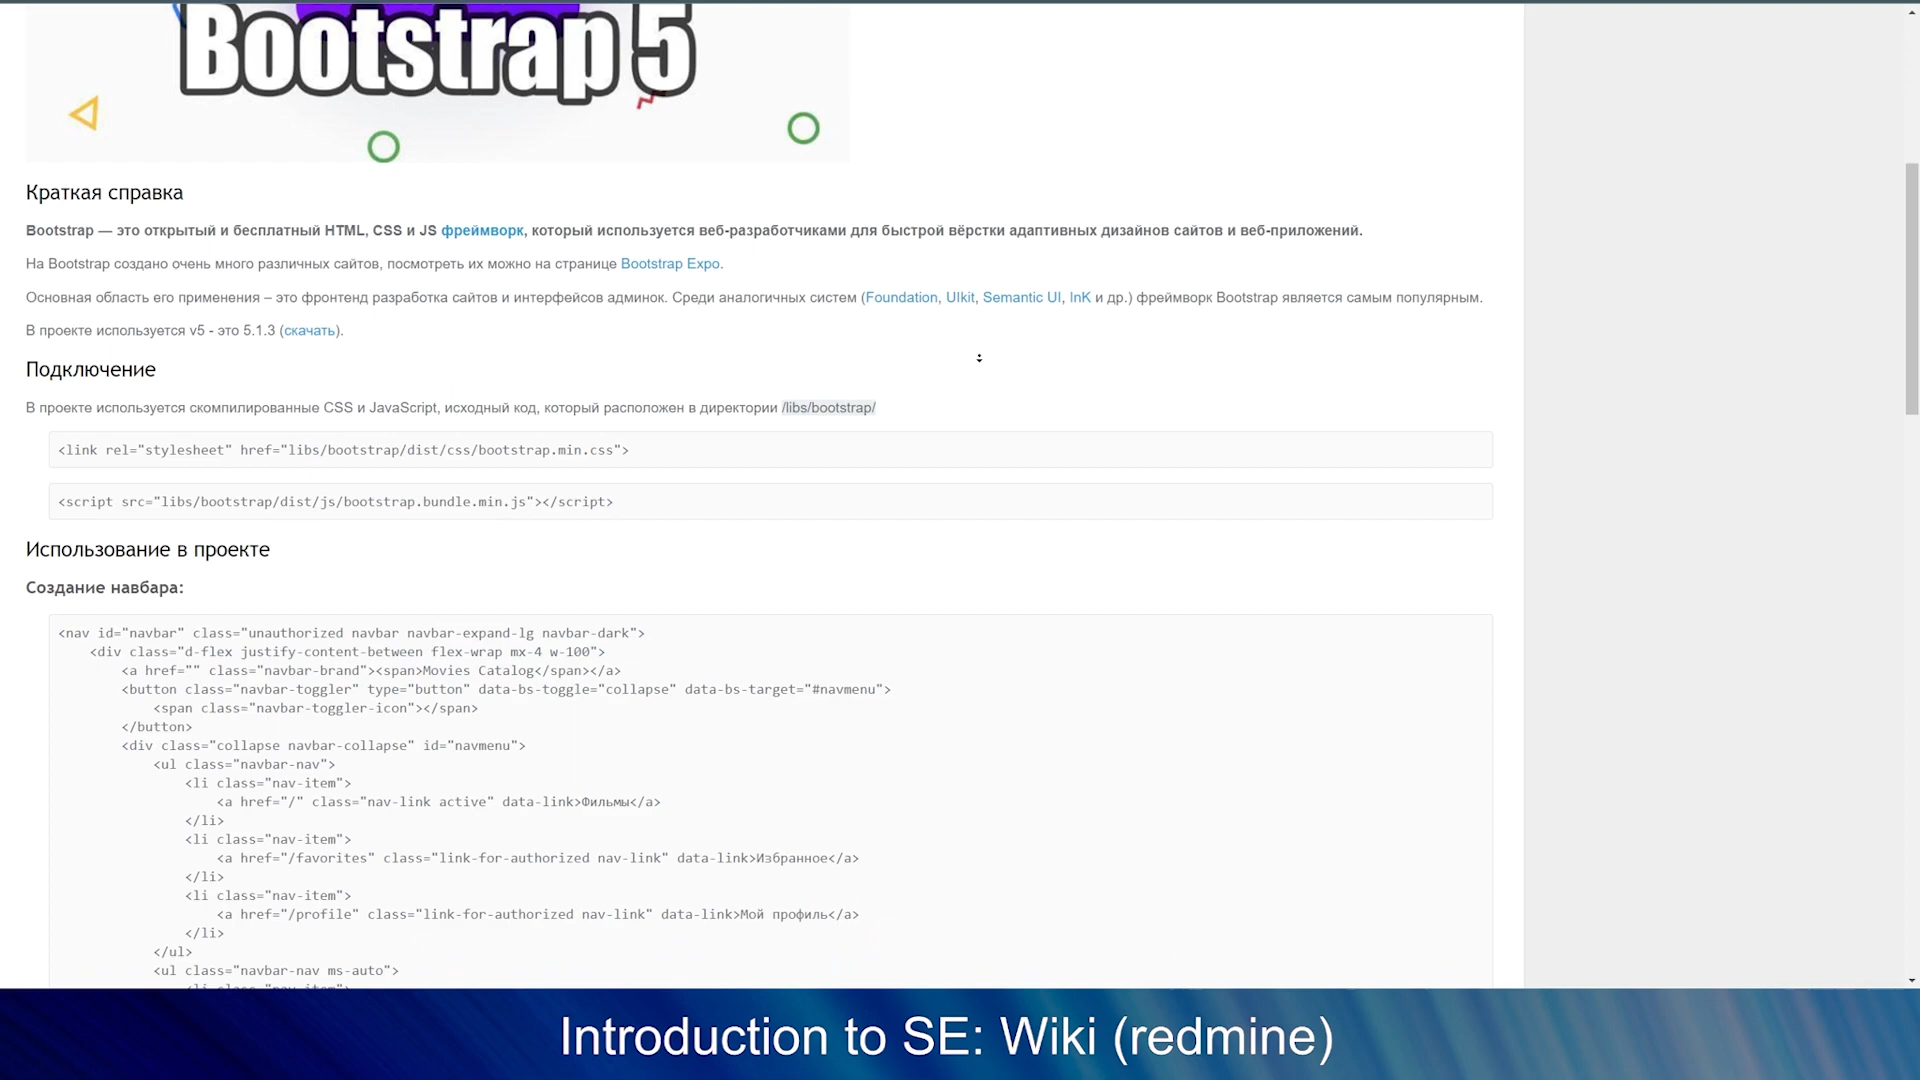 Bootstrap 5
Краткая справка
Bootstrap — это открытый и бесплатный HTML, CSS и JS фреймворк, который используется веб-разработчиками для быстрой вёрстки адаптивных дизайнов сайтов и веб-приложений.
На Bootstrap создано очень много различных сайтов, посмотреть их можно на странице Bootstrap Expo.
Основная область его применения – это фронтенд разработка сайтов и интерфейсов админок. Среди аналогичных систем (Foundation, UIkit, Semantic UI, InK и др.) фреймворк Bootstrap является самым популярным.
В проекте используется v5 - это 5.1.3 (скачать).
Подключение
В проекте используется скомпилированные CSS и JavaScript, исходный код, который расположен в директории /libs/bootstrap/
<link rel="stylesheet" href="libs/bootstrap/dist/css/bootstrap.min.css">
<script src="libs/bootstrap/dist/js/bootstrap.bundle.min.js"></script>
Использование в проекте
Создание навбара:
<nav id="navbar" class="unauthorized navbar navbar-expand-lg navbar-dark">
<div class="d-flex justify-content-between flex-wrap mx-4 w-100">
<a href="" class="navbar-brand"><span>Movies Catalog</span></a>
<button class="navbar-toggler" type="button" data-bs-toggle="collapse" data-bs-target="#navmenu">
<span class="navbar-toggler-icon"></span>
</button>
<div class="collapse navbar-collapse" id="navmenu">
<ul class="navbar-nav">
<li class="nav-item">
<a href="/" class="nav-link active" data-link>Фильмы</a>
</li>
<li class="nav-item">
<a href="/favorites" class="link-for-authorized nav-link" data-link>Избранное</a>
</li>
<li class="nav-item">
<a href="/profile" class="link-for-authorized nav-link" data-link>Мой профиль</a>
</li>
</ul>
<ul class="navbar-nav ms-auto">
<li class="nav-item">
Introduction to SE: Wiki (redmine)